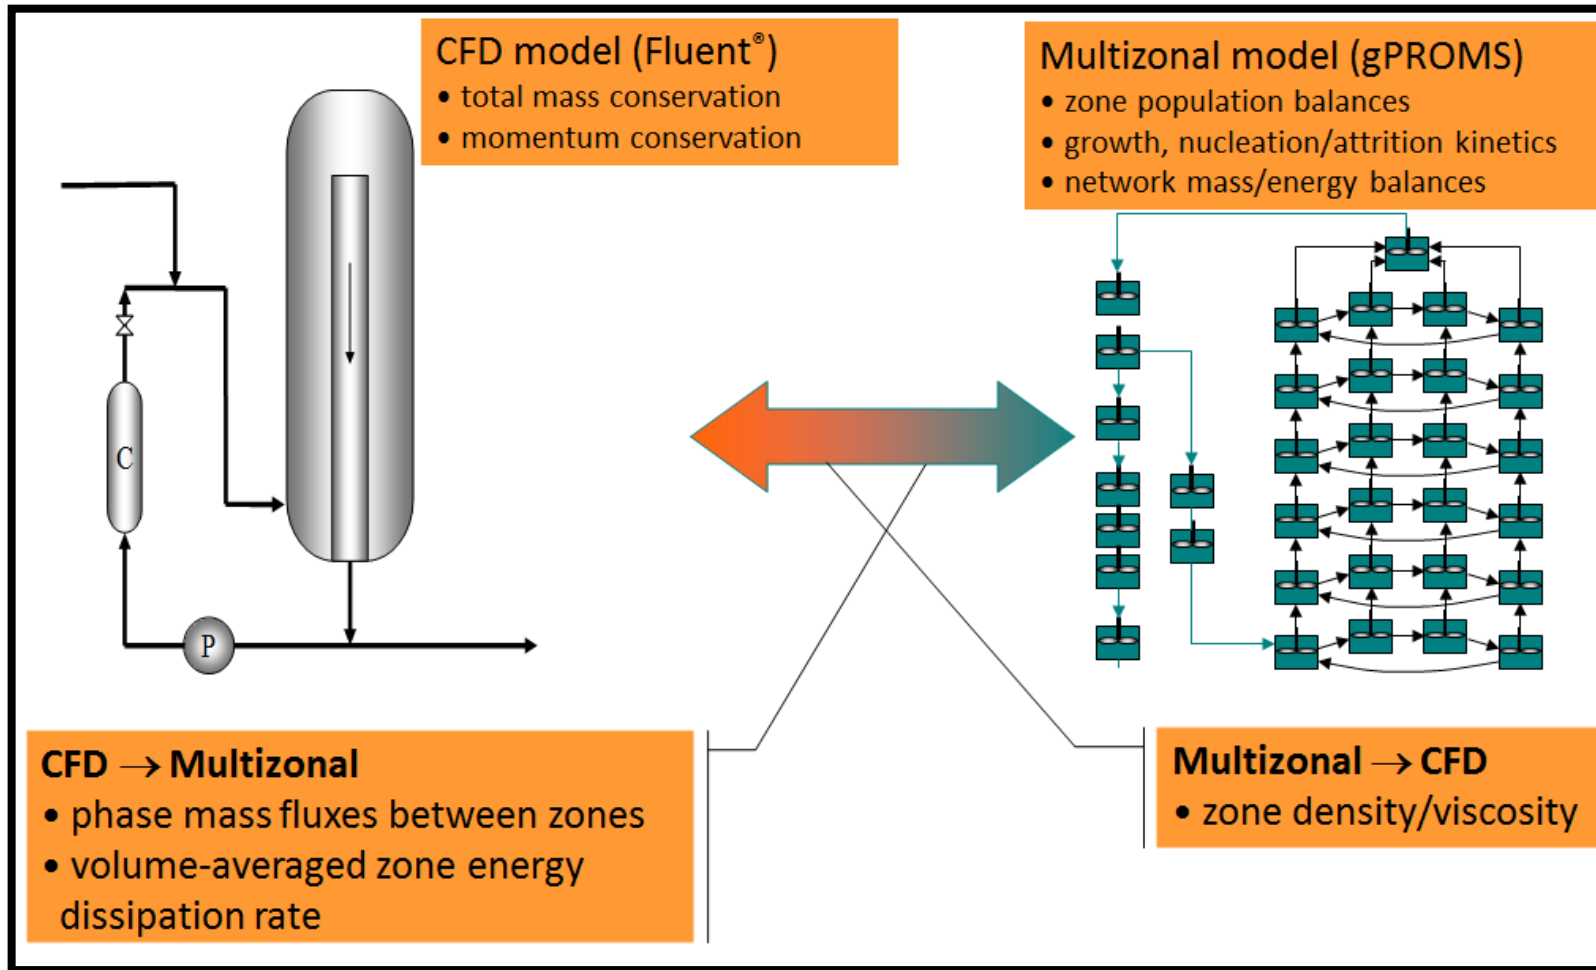 CFD model (Fluent®)
• total mass conservation
• momentum conservation
Multizonal model (gPROMS)
• zone population balances
• growth, nucleation/attrition kinetics
• network mass/energy balances
C
P
CFD → Multizonal
• phase mass fluxes between zones
• volume-averaged zone energy
dissipation rate
Multizonal → CFD
• zone density/viscosity